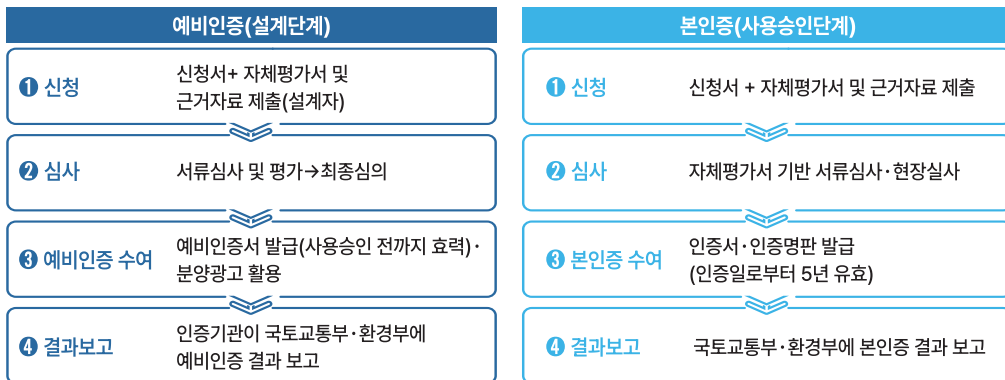 예비인증(설계단계)
❶ 신청
신청서+ 자체평가서 및
근거자료 제출(설계자)
❷ 심사
서류심사 및 평가→최종심의
❸ 예비인증 수여
예비인증서 발급(사용승인 전까지 효력)·
분양광고 활용
❹ 결과보고
인증기관이 국토교통부·환경부에
예비인증 결과 보고
본인증(사용승인단계)
❶ 신청
신청서 + 자체평가서 및 근거자료 제출
❷ 심사
자체평가서 기반 서류심사·현장실사
❸ 본인증 수여
인증서·인증명판 발급
(인증일로부터 5년 유효)
❹ 결과보고
국토교통부·환경부에 본인증 결과 보고